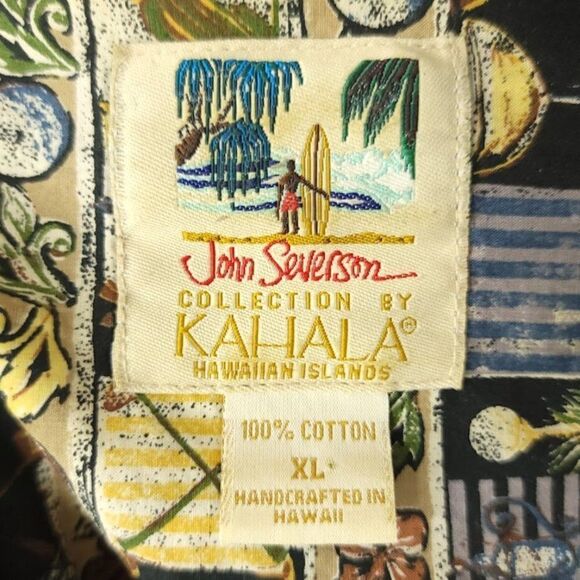 John Severson
COLLECTION BY
KAHALA®
HAWAIIAN ISLANDS
100% COTTON
XL
HANDCRAFTED IN
HAWAII